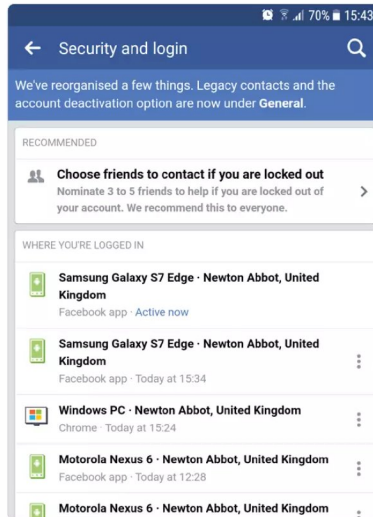 70% 15:43
Security and login
We've reorganised a few things. Legacy contacts and the
account deactivation option are now under General.
RECOMMENDED
Choose friends to contact if you are locked out
Nominate 3 to 5 friends to help if you are locked out of
your account. We recommend this to everyone.
WHERE YOU'RE LOGGED IN
Samsung Galaxy S7 Edge · Newton Abbot, United
Kingdom
Facebook app · Active now
Samsung Galaxy S7 Edge · Newton Abbot, United
Kingdom
Facebook app · Today at 15:34
Windows PC · Newton Abbot, United Kingdom
Chrome · Today at 15:24
Motorola Nexus 6 · Newton Abbot, United Kingdom
Facebook app · Today at 12:28
Motorola Nexus 6 · Newton Abbot, United Kingdom